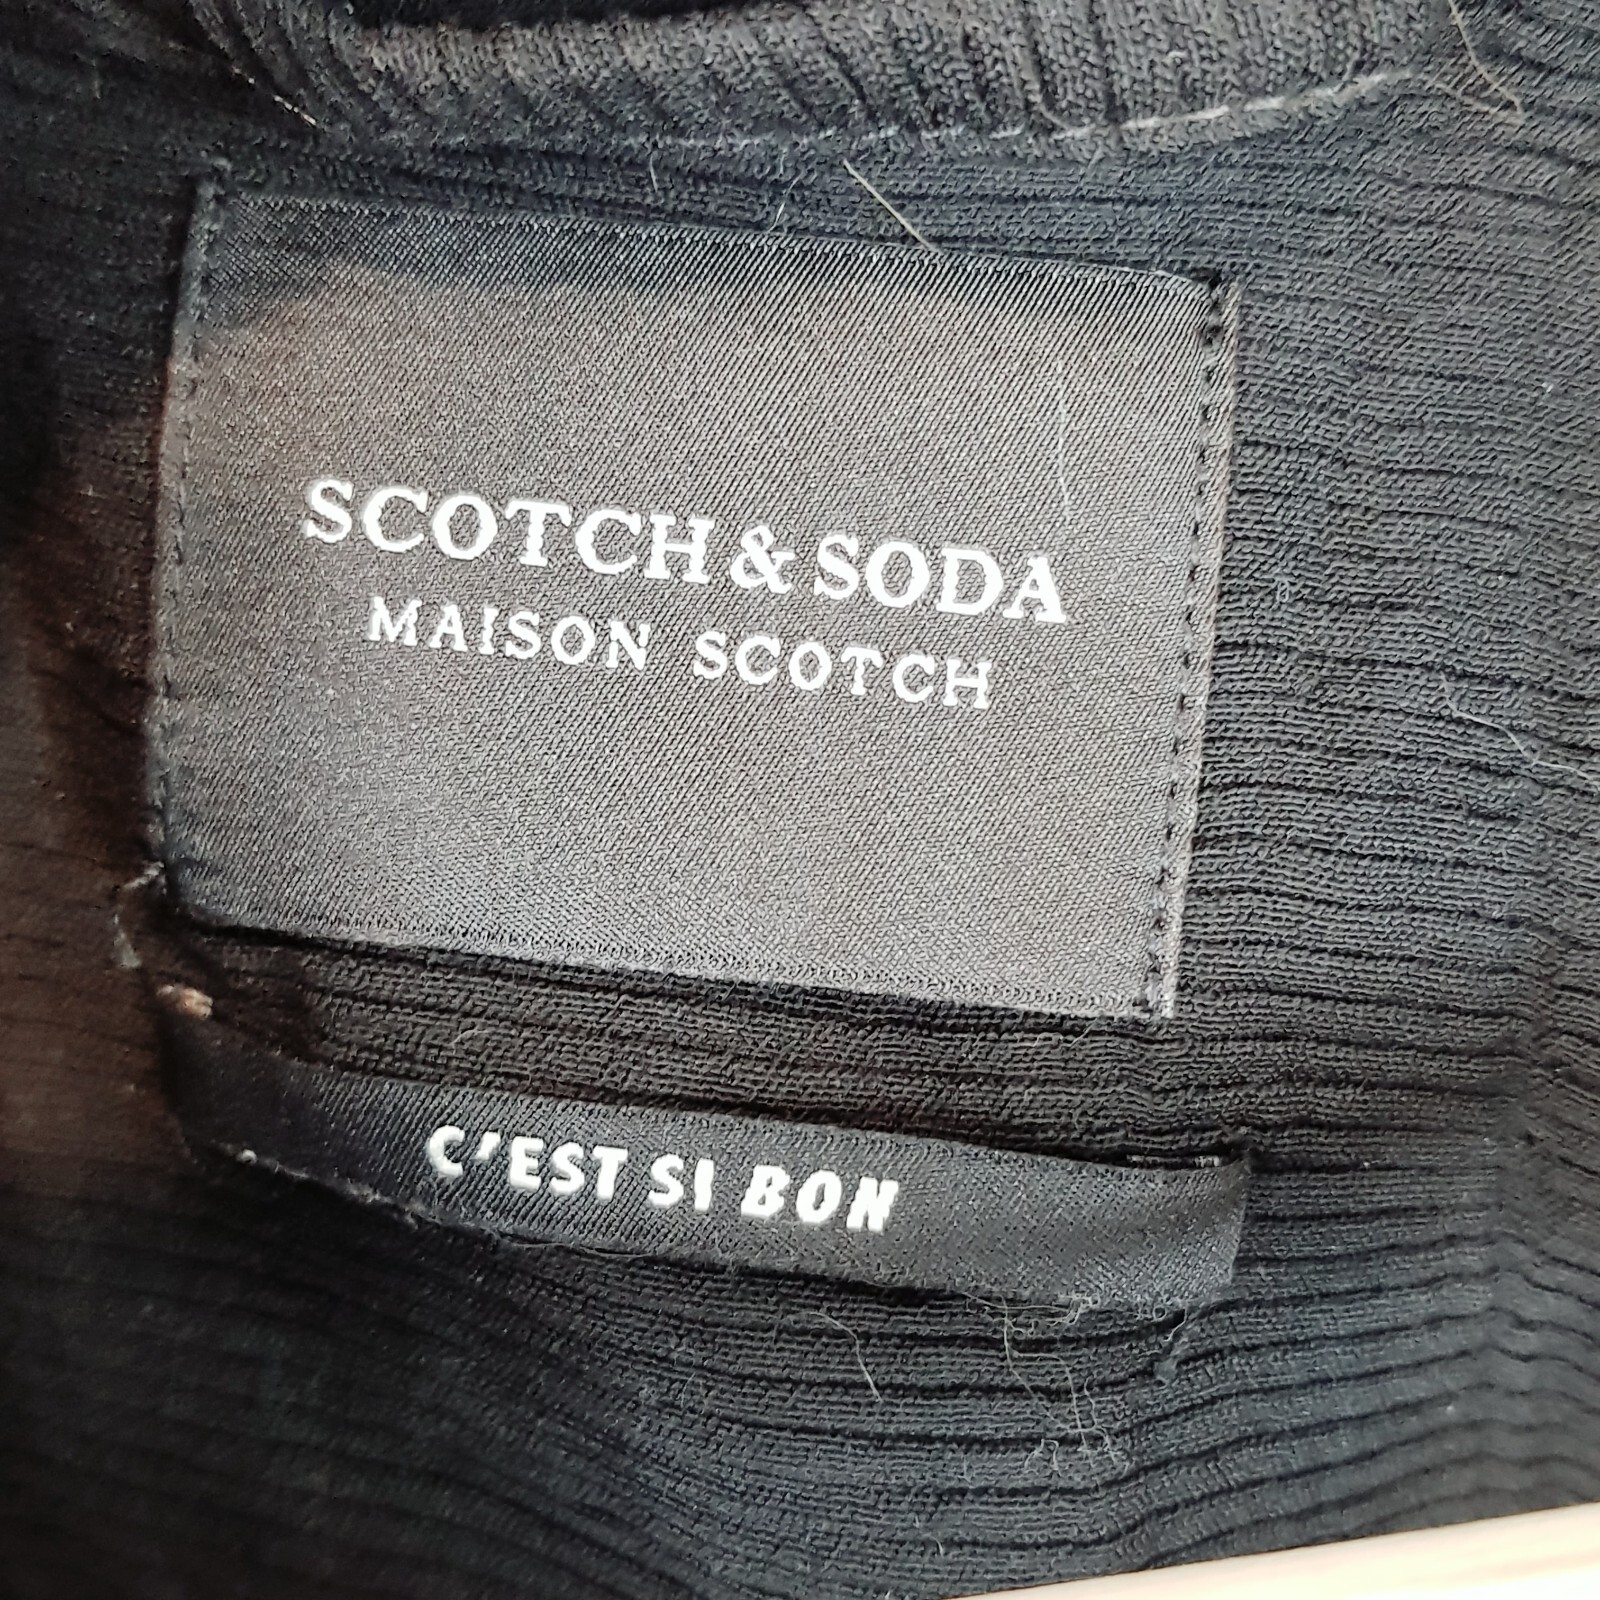 SCOTCH & SODA
MAISON SCOTCH
C'EST SI BON